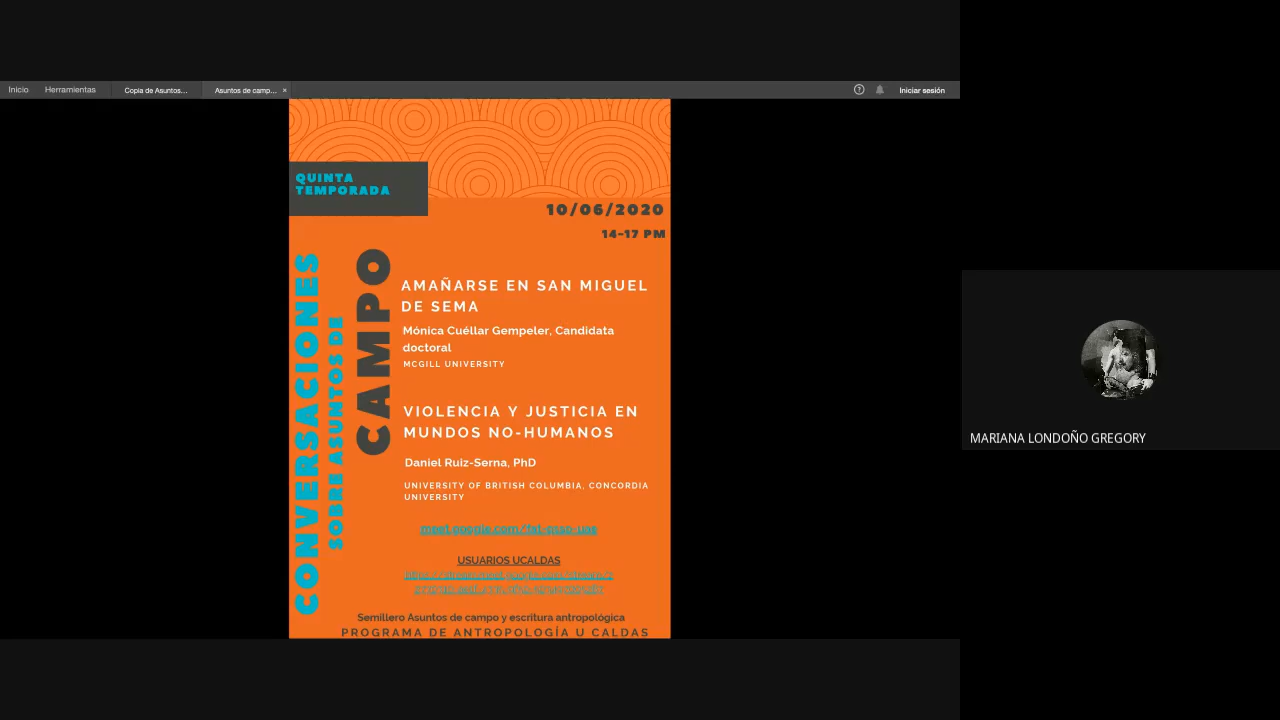 Inicio
Herramientas
Copia de Asuntos...
Asuntos de camp...
×
Iniciar sesión
QUINTA
TEMPORADA
10/06/2020
14-17 PM
CONVERSACIONES
SOBRE ASUNTOS DE
CAMPO
AMAÑARSE EN SAN MIGUEL
DE SEMA
Mónica Cuéllar Gempeler, Candidata
doctoral
MCGILL UNIVERSITY
VIOLENCIA Y JUSTICIA EN
MUNDOS NO-HUMANOS
Daniel Ruiz-Serna, PhD
UNIVERSITY OF BRITISH COLUMBIA, CONCORDIA
UNIVERSITY
USUARIOS UCALDAS
Semillero Asuntos de campo y escritura antropológica
PROGRAMA DE ANTROPOLOGÍA U CALDAS
MARIANA LONDOÑO GREGORY